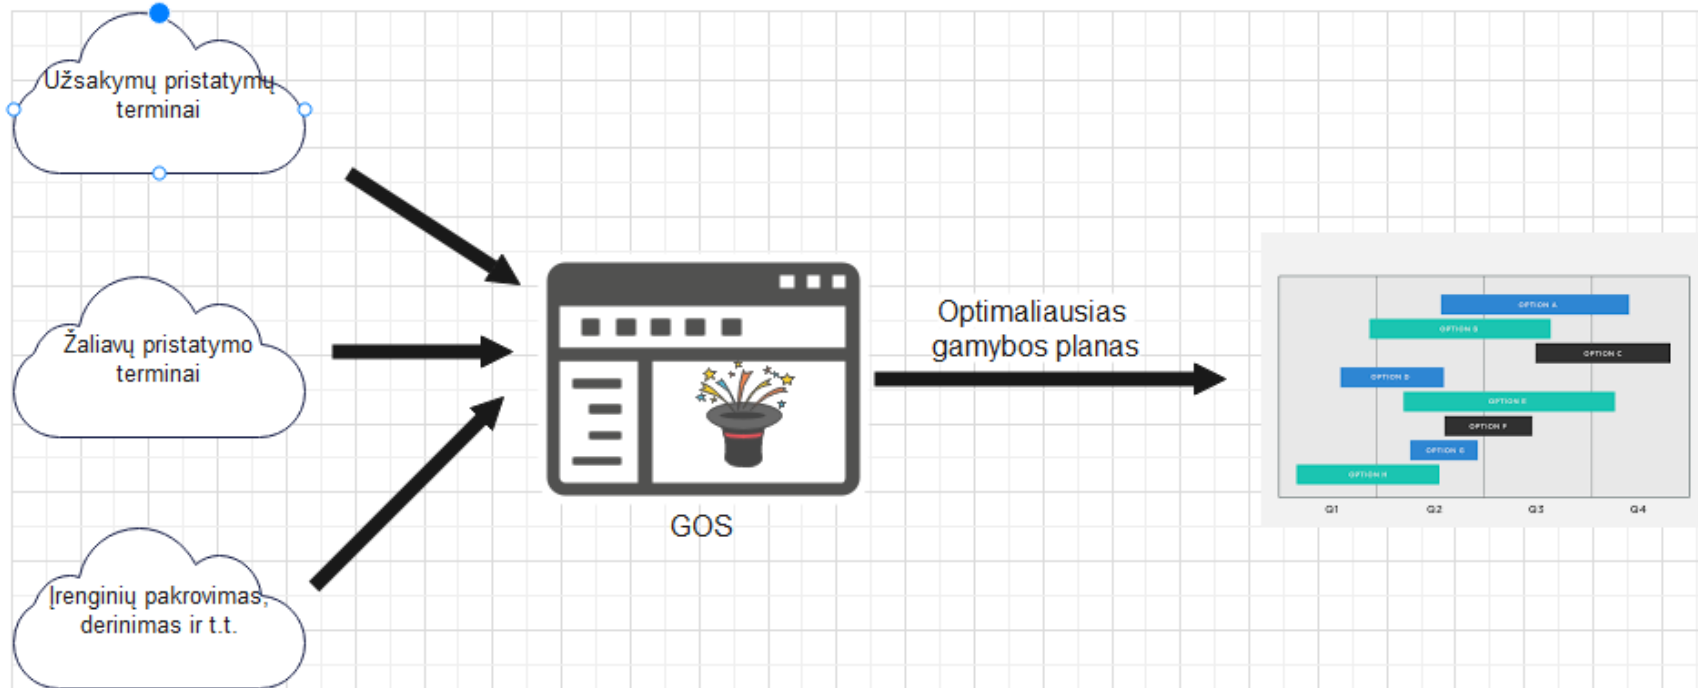 Užsakymų pristatymų
terminai
Žaliavų pristatymo
terminai
Įrenginių pakrovimas,
derinimas ir t.t.
GOS
Optimaliausias
gamybos planas
OPTION A
OPTION B
OPTION C
OPTION D
OPTION E
OPTION F
OPTION G
OPTION H
Q1 Q2 Q3 Q4